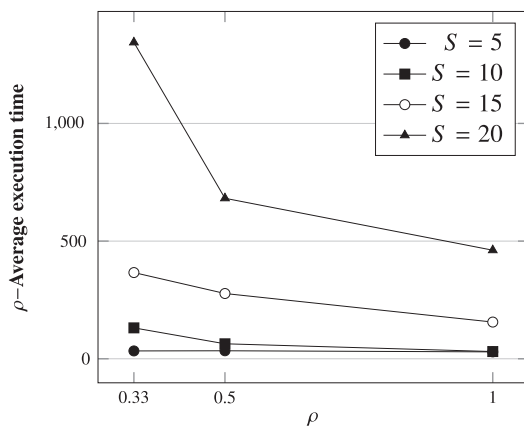 S = 5
S = 10
S = 15
S = 20
1,000
500
0
ρ−Average execution time
0.33 0.5 1
ρ